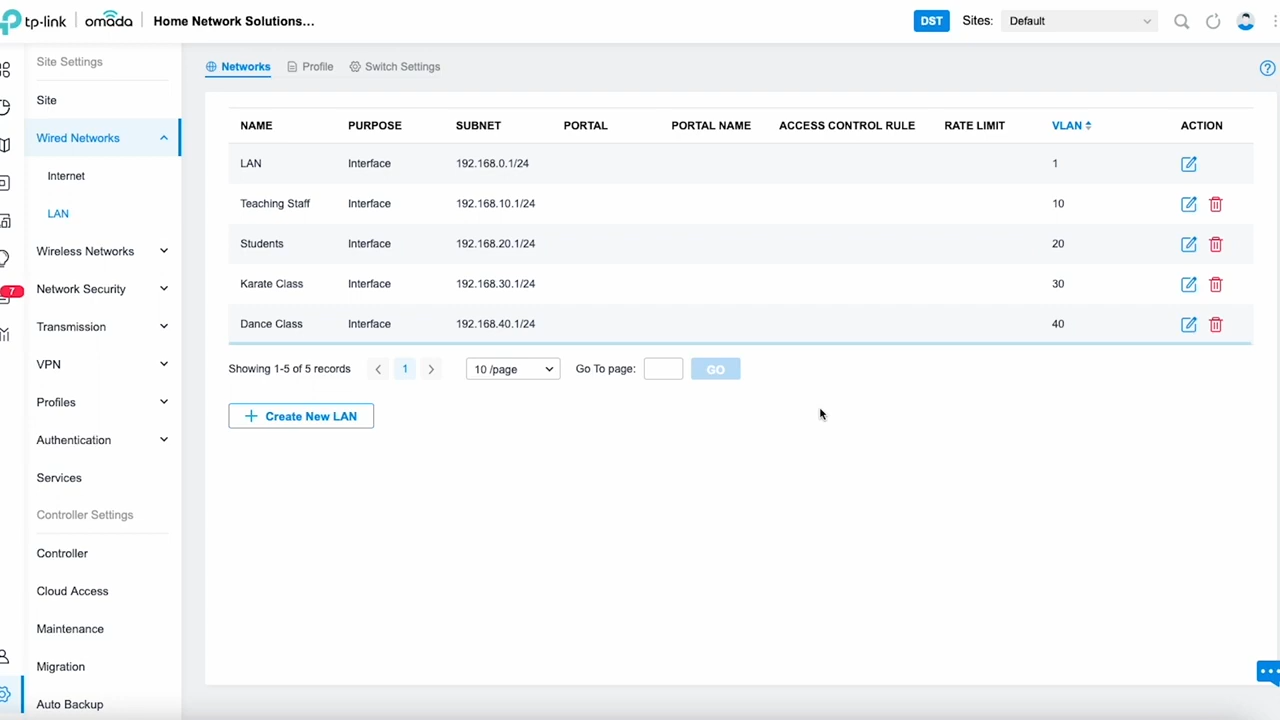 tp-link | omada | Home Network Solutions...
DST Sites: Default
Site Settings
Site
Wired Networks
Internet
LAN
Wireless Networks
Network Security
7
Transmission
VPN
Profiles
Authentication
Services
Controller Settings
Controller
Cloud Access
Maintenance
Migration
Auto Backup
Networks Profile Switch Settings
?
NAME PURPOSE SUBNET PORTAL PORTAL NAME ACCESS CONTROL RULE RATE LIMIT VLAN ACTION
LAN Interface 192.168.0.1/24 1
Teaching Staff Interface 192.168.10.1/24 10
Students Interface 192.168.20.1/24 20
Karate Class Interface 192.168.30.1/24 30
Dance Class Interface 192.168.40.1/24 40
Showing 1-5 of 5 records < 1 > 10 /page Go To page: GO
+ Create New LAN